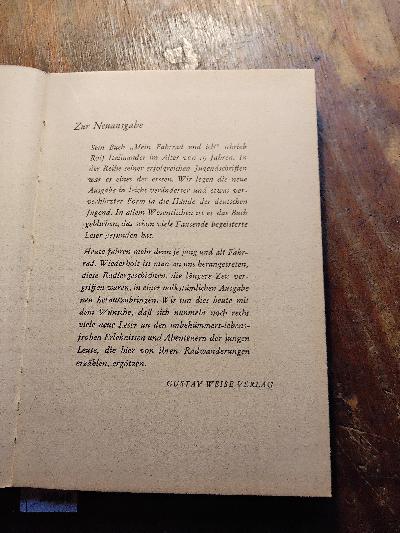 Zur Neuausgabe
Sein Buch „Mein Fahrrad und ich“ schrieb
Rolf Italiaander im Alter von 19 Jahren. In
der Reihe seiner erfolgreichen Jugendschriften
war es eines der ersten. Wir legen die neue
Ausgabe in leicht veränderter und etwas ver-
mehrter Form in die Hände der deutschen
Jugend. In allem Wesentlichen ist es das Buch
geblieben, das schon viele Tausende begeisterte
Leser gefunden hat.
Heute fahren mehr denn je jung und alt Fahr-
rad. Wiederholt ist man an uns herangetreten,
diese Radlergeschichten, die längere Zeit ver-
griffen waren, in einer volkstümlichen Ausgabe
neu herauszubringen. Wir tun dies heute mit
dem Wunsche, daß sich nunmehr noch recht
viele neue Leser an den unbekümmert-lebens-
frohen Erlebnissen und Abenteuern der jungen
Leute, die hier von ihren Radwanderungen
erzählen, ergötzen.
GUSTAV WEISE VERLAG